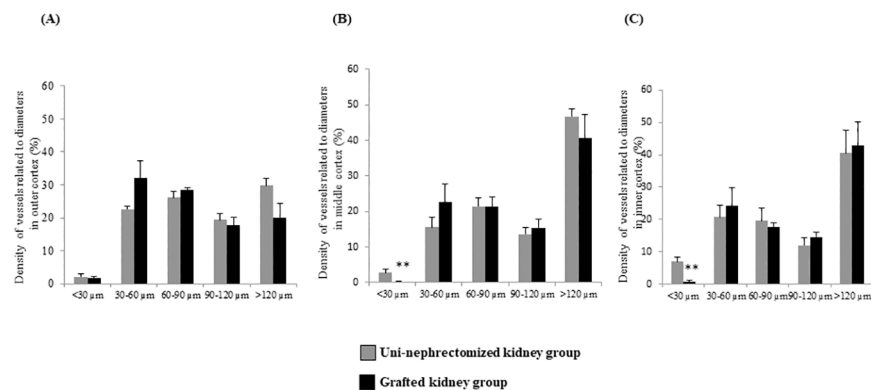 (A)
Density of vessels related to diameters
in outer cortex (%)
60
50
40
30
20
10
0
<30 µm 30-60 µm 60-90 µm 90-120 µm >120 µm
(B)
Density of vessels related to diameters
in middle cortex (%)
60
50
40
30
20
10
0
**
<30 µm 30-60 µm 60-90 µm 90-120 µm >120 µm
(C)
Density of vessels related to diameters
in inner cortex (%)
60
50
40
30
20
10
0
**
<30 µm 30-60 µm 60-90 µm 90-120 µm >120 µm
Uni-nephrectomized kidney group
Grafted kidney group